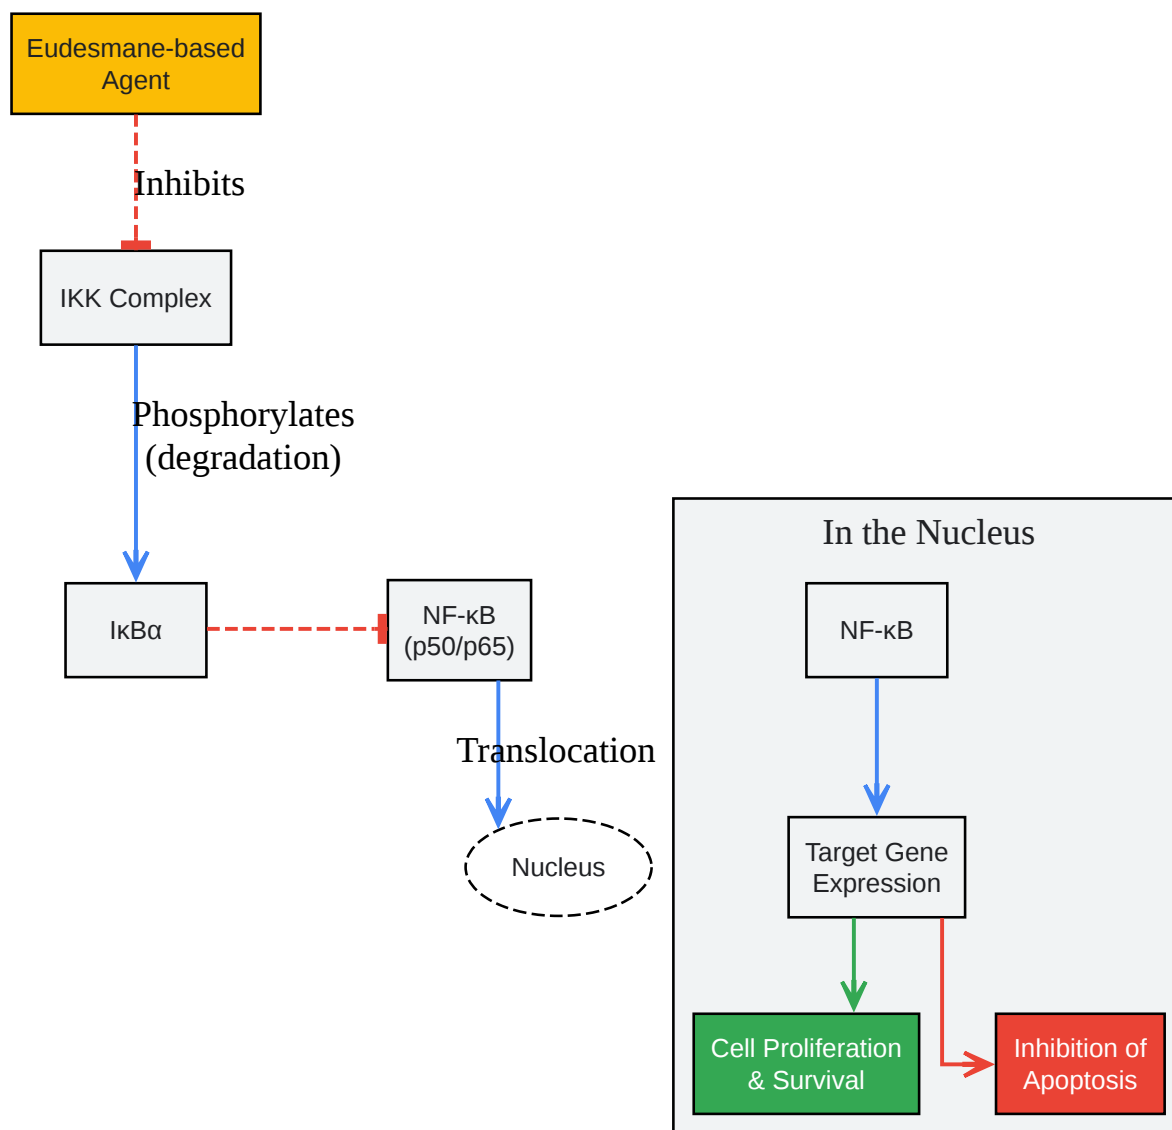 Eudesmane-based
Agent
Inhibits
IKK Complex
Phosphorylates
(degradation)
IκBα
NF-κB
(p50/p65)
Translocation
Nucleus
In the Nucleus
NF-κB
Target Gene
Expression
Cell Proliferation
& Survival
Inhibition of
Apoptosis